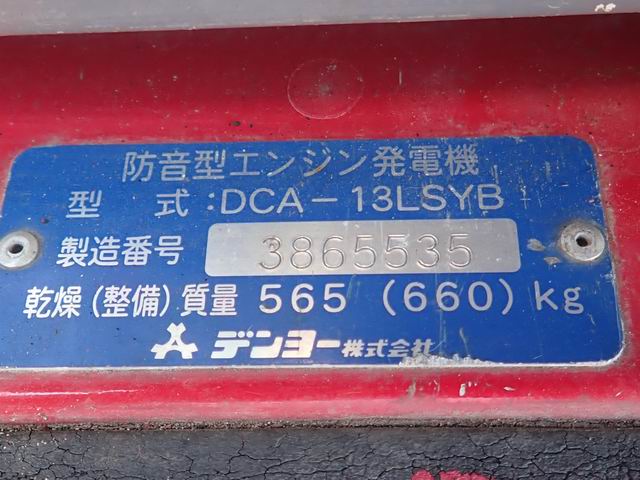 防音型エンジン発電機
型 式:DCA-13LSYB
製造番号 3865535
乾燥(整備)質量 565 (660) kg
デンヨー株式会社